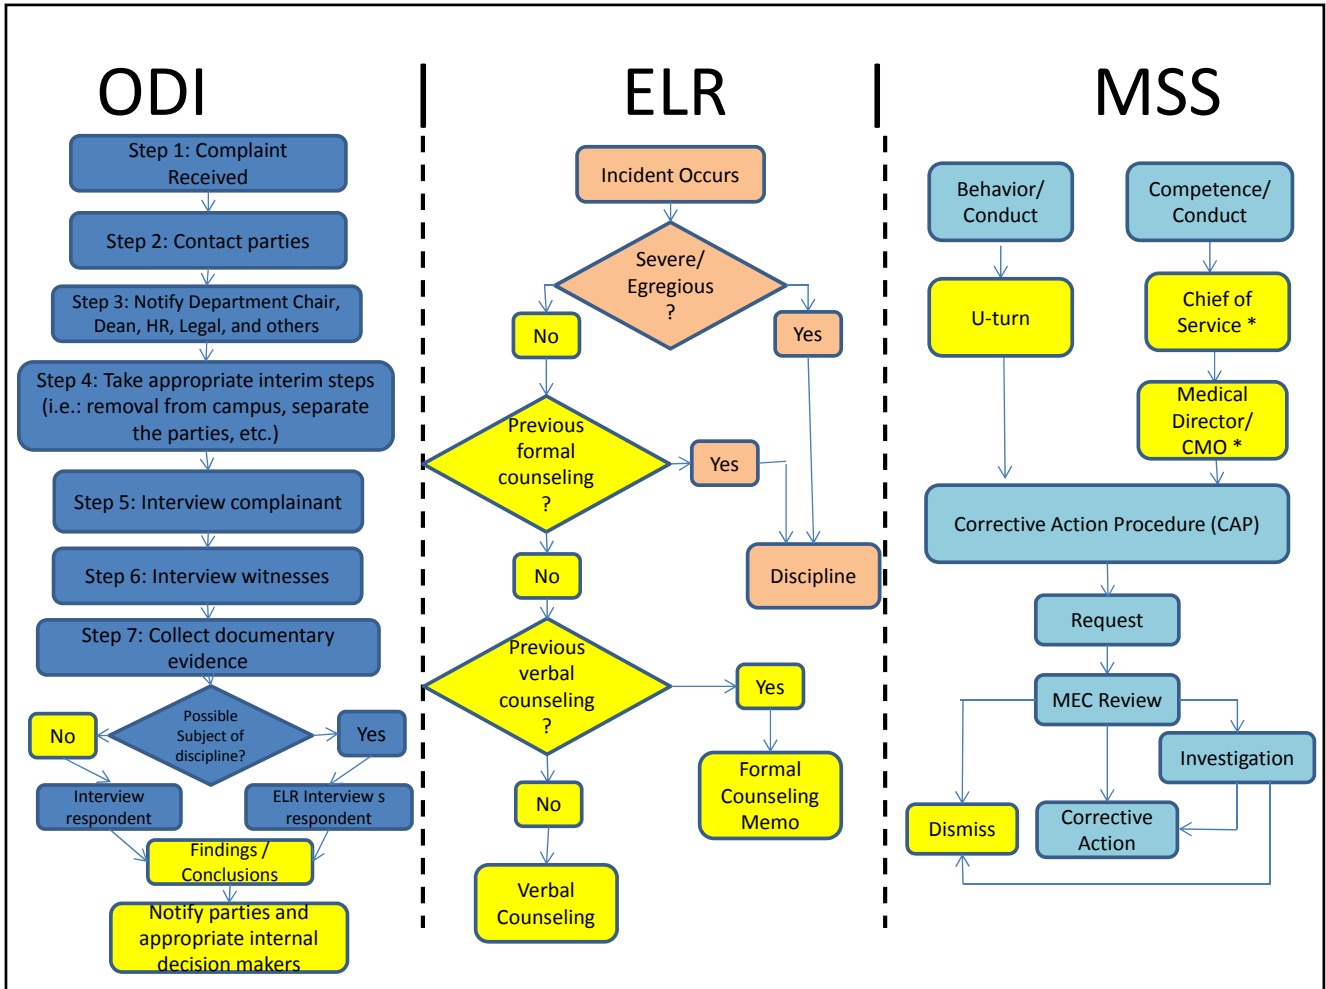 ODI
Step 1: Complaint
Received
Step 2: Contact parties
Step 3: Notify Department Chair,
Dean, HR, Legal, and others
Step 4: Take appropriate interim steps
(i.e.: removal from campus, separate
the parties, etc.)
Step 5: Interview complainant
Step 6: Interview witnesses
Step 7: Collect documentary
evidence
Possible
Subject of
discipline?
No
Yes
Interview
respondent
ELR Interview s
respondent
Findings /
Conclusions
Notify parties and
appropriate internal
decision makers
ELR
Incident Occurs
Severe/
Egregious
?
No
Yes
Previous
formal
counseling
?
Yes
No
Discipline
Previous
verbal
counseling
?
Yes
No
Formal
Counseling
Memo
Verbal
Counseling
MSS
Behavior/
Conduct
Competence/
Conduct
U-turn
Chief of
Service *
Medical
Director/
CMO *
Corrective Action Procedure (CAP)
Request
MEC Review
Investigation
Dismiss
Corrective
Action